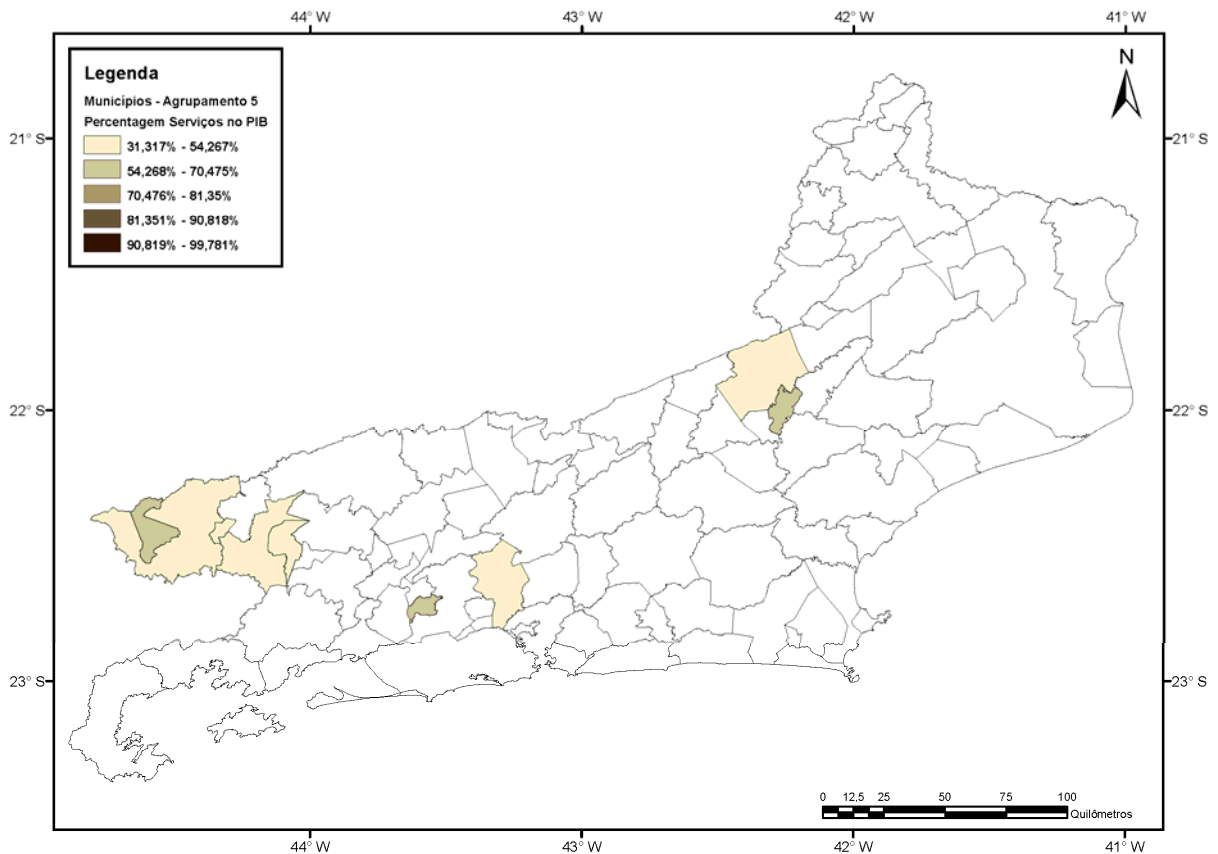 44° W 43° W 42° W 41° W
N
Legenda
Municípios - Agrupamento 5
Percentagem Serviços no PIB
31,317% - 54,267%
54,268% - 70,475%
70,476% - 81,35%
81,351% - 90,818%
90,819% - 99,781%
21° S 21° S
22° S 22° S
23° S 23° S
0 12,5 25 50 75 100
Quilômetros
44° W 43° W 42° W 41° W